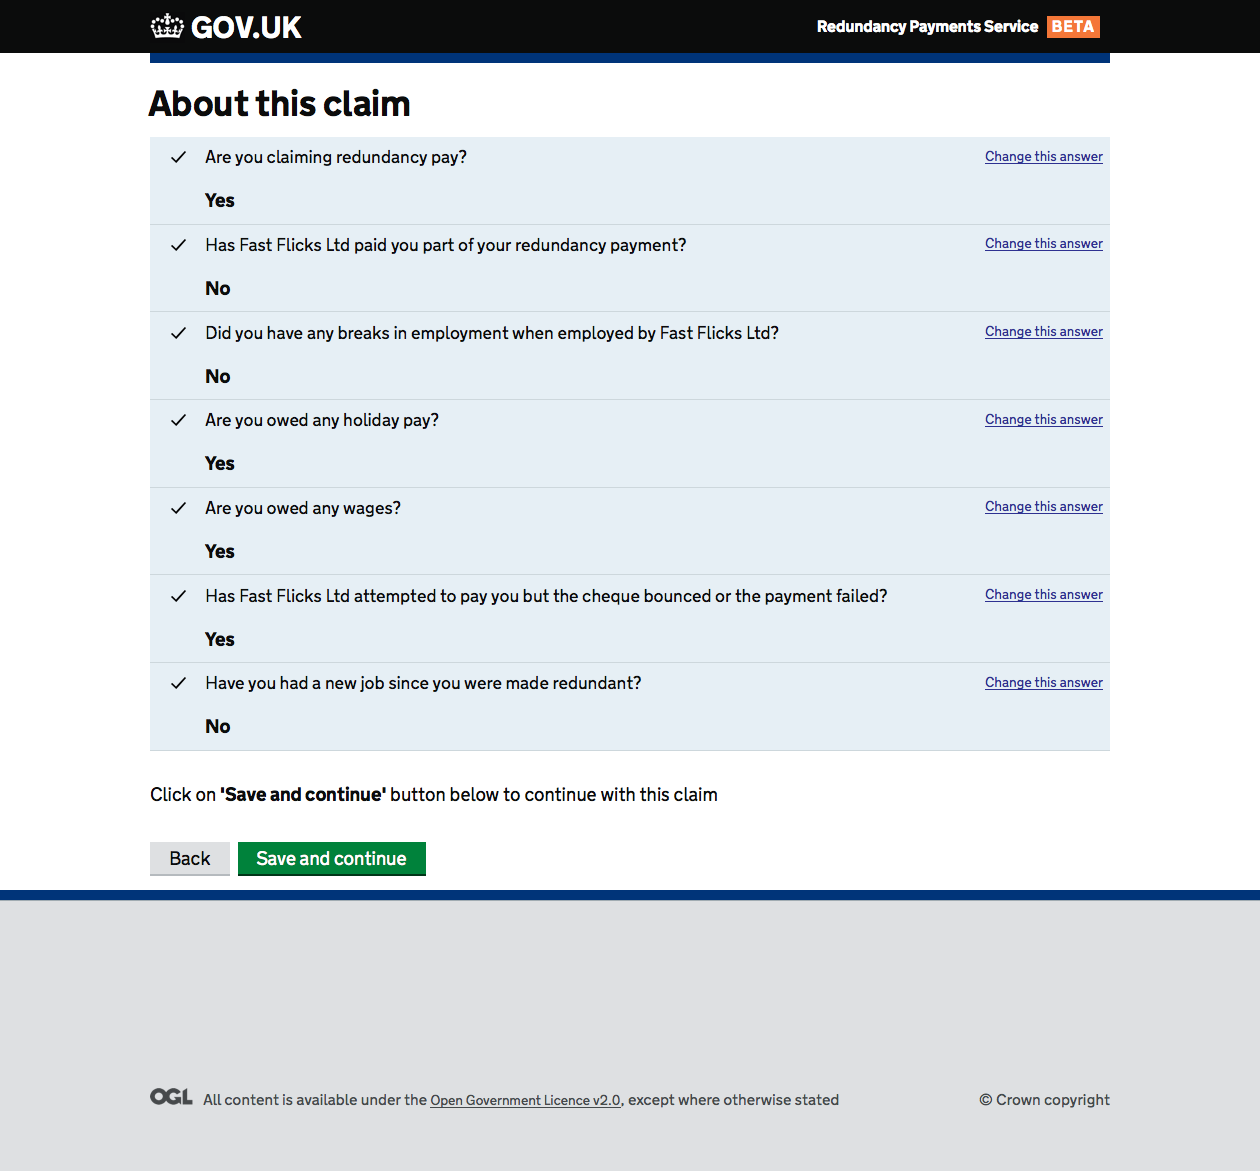 GOV.UK
Redundancy Payments Service BETA
About this claim
Are you claiming redundancy pay? Change this answer
Yes
Has Fast Flicks Ltd paid you part of your redundancy payment? Change this answer
No
Did you have any breaks in employment when employed by Fast Flicks Ltd? Change this answer
No
Are you owed any holiday pay? Change this answer
Yes
Are you owed any wages? Change this answer
Yes
Has Fast Flicks Ltd attempted to pay you but the cheque bounced or the payment failed? Change this answer
Yes
Have you had a new job since you were made redundant? Change this answer
No
Click on 'Save and continue' button below to continue with this claim
Back Save and continue
OGL All content is available under the Open Government Licence v2.0, except where otherwise stated © Crown copyright